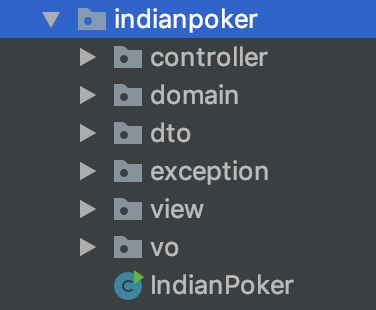 indianpoker
controller
domain
dto
exception
view
vo
C IndianPoker